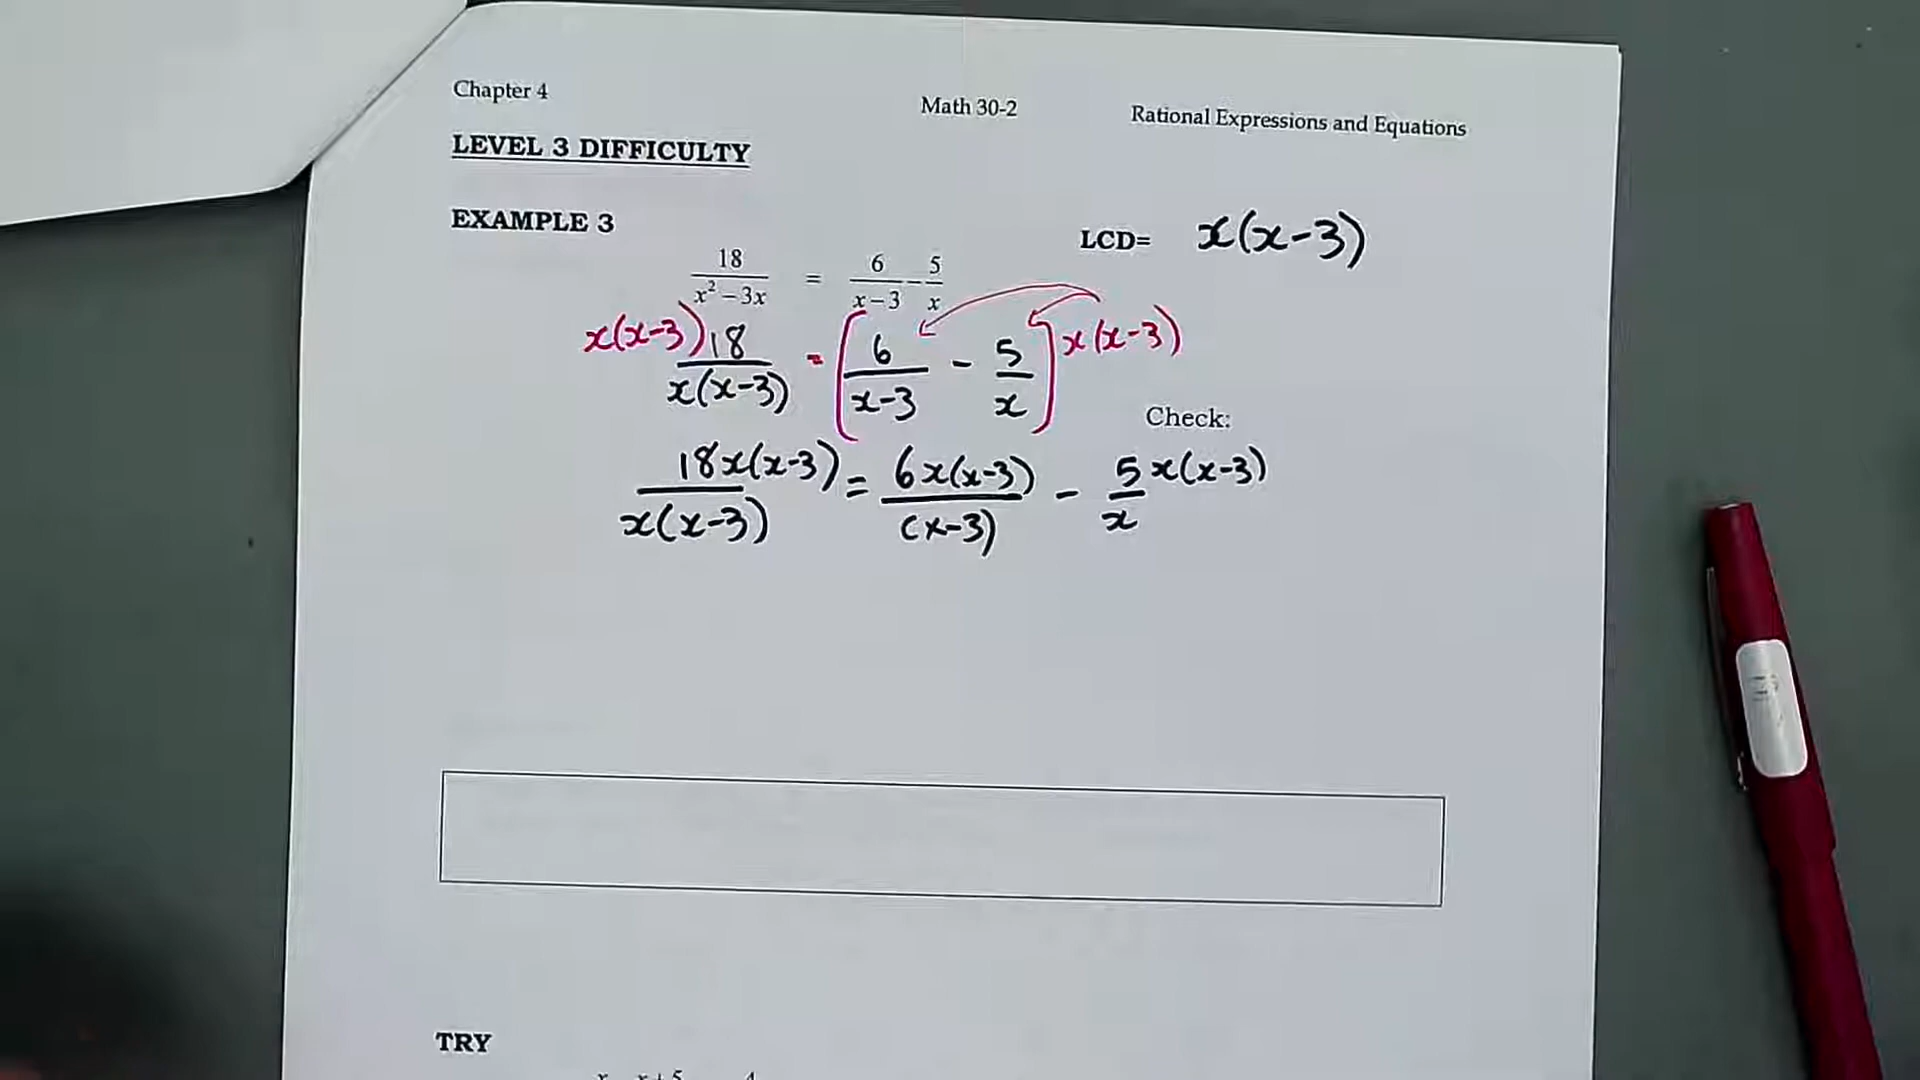 Chapter 4 Math 30-2 Rational Expressions and Equations
LEVEL 3 DIFFICULTY
EXAMPLE 3 LCD= x(x-3)
18/(x² - 3x) = 6/(x-3) - 5/x
x(x-3) 18/(x(x-3)) = [6/(x-3) - 5/x] x(x-3)
Check:
18x(x-3)/(x(x-3)) = 6x(x-3)/(x-3) - 5/x x(x-3)
TRY